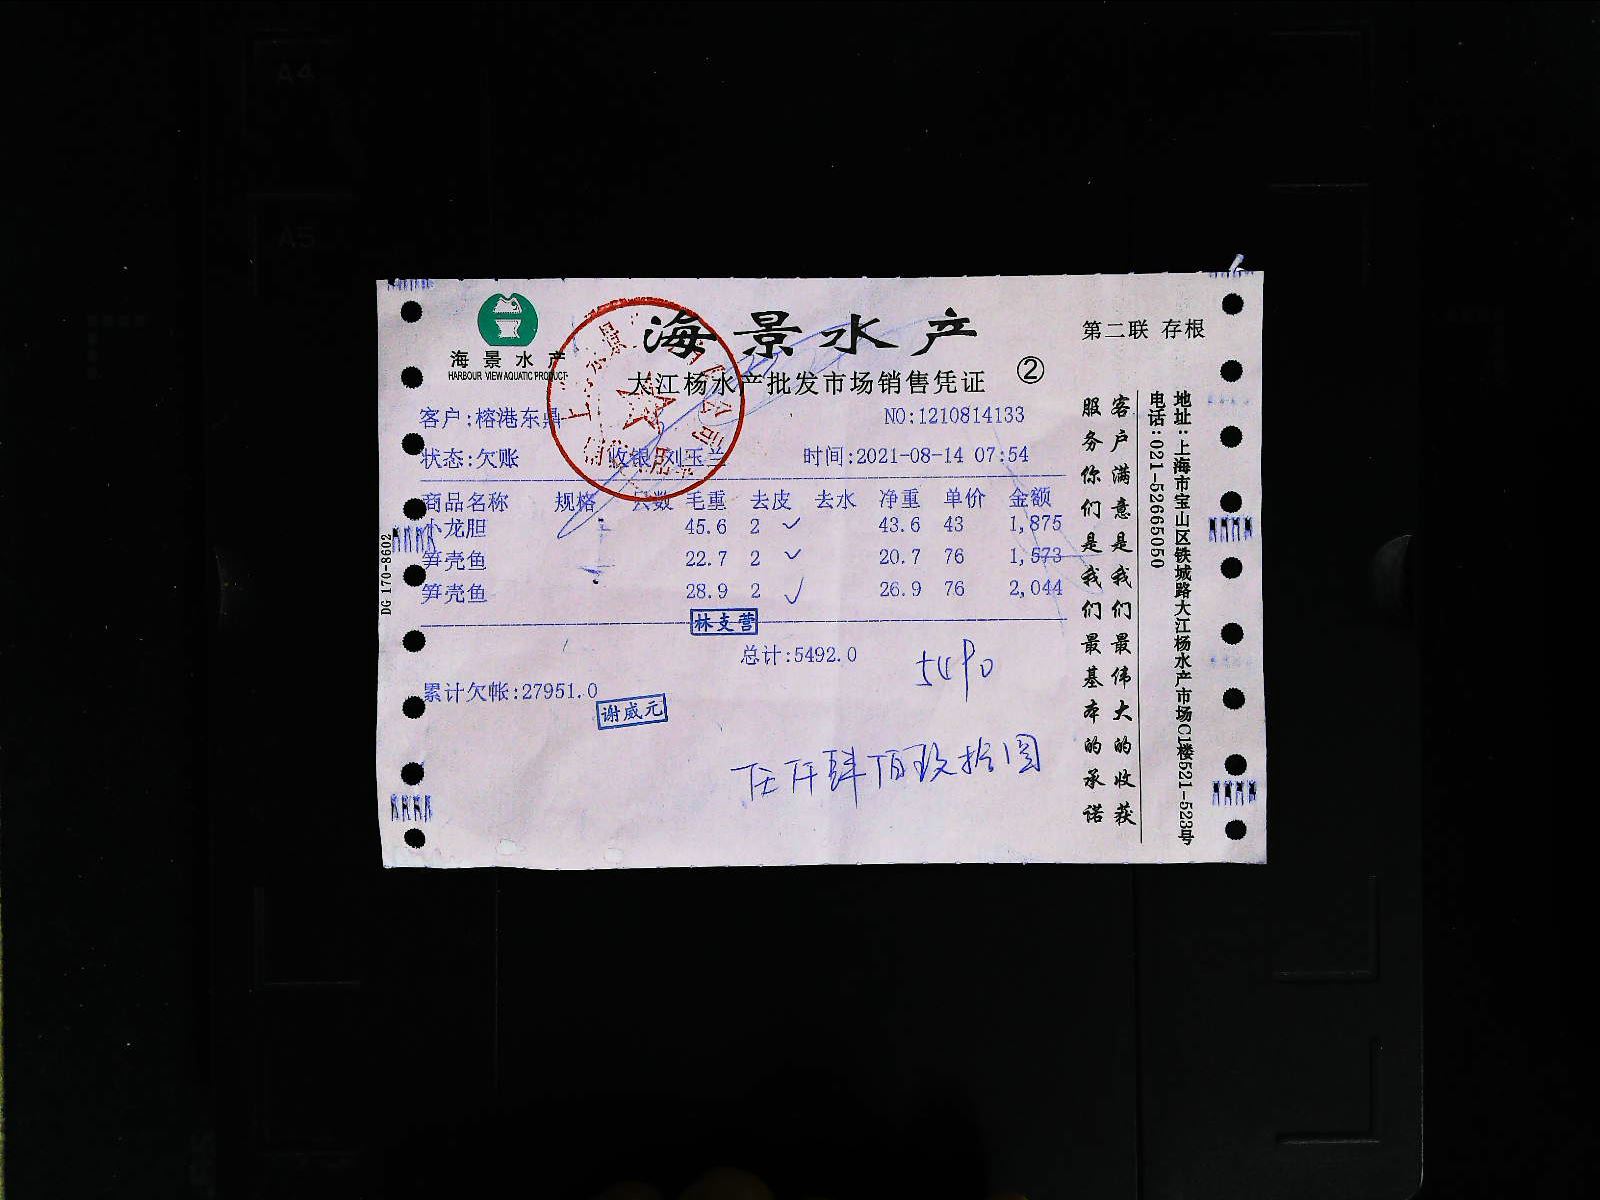 海景水产
HARBOUR VIEW AQUATIC PRODUCT
海景水产
大江杨水产批发市场销售凭证
②
第二联 存根
客户:榕港东鼎
NO:1210814133
状态:欠账 收银 刘玉兰 时间:2021-08-14 07:54
商品名称 规格 只数 毛重 去皮 去水 净重 单价 金额
小龙胆 45.6 2 ✓ 43.6 43 1,875
笋壳鱼 22.7 2 ✓ 20.7 76 1,573
笋壳鱼 28.9 2 ✓ 26.9 76 2,044
林支营
总计:5492.0
5490
累计欠帐:27951.0
谢威元
伍仟肆佰玖拾圆
客户满意是我们最伟大的收获
服务你们是我们最基本的承诺
地址:上海市宝山区铁城路大江杨水产市场C1楼521-523号
电话:021-52665050
DG 170-8602
A4
A5